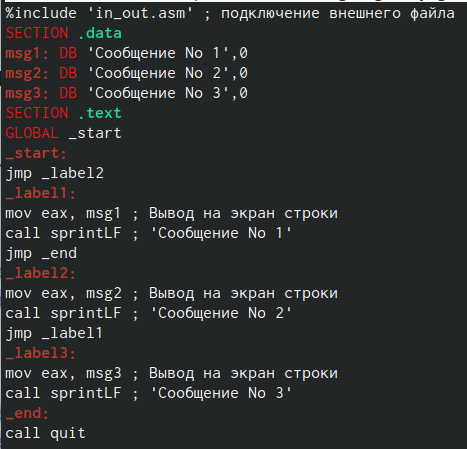 %include 'in_out.asm' ; подключение внешнего файла
SECTION .data
msg1: DB 'Сообщение No 1',0
msg2: DB 'Сообщение No 2',0
msg3: DB 'Сообщение No 3',0
SECTION .text
GLOBAL _start
_start:
jmp _label2
_label1:
mov eax, msg1 ; Вывод на экран строки
call sprintLF ; 'Сообщение No 1'
jmp _end
_label2:
mov eax, msg2 ; Вывод на экран строки
call sprintLF ; 'Сообщение No 2'
jmp _label1
_label3:
mov eax, msg3 ; Вывод на экран строки
call sprintLF ; 'Сообщение No 3'
_end:
call quit